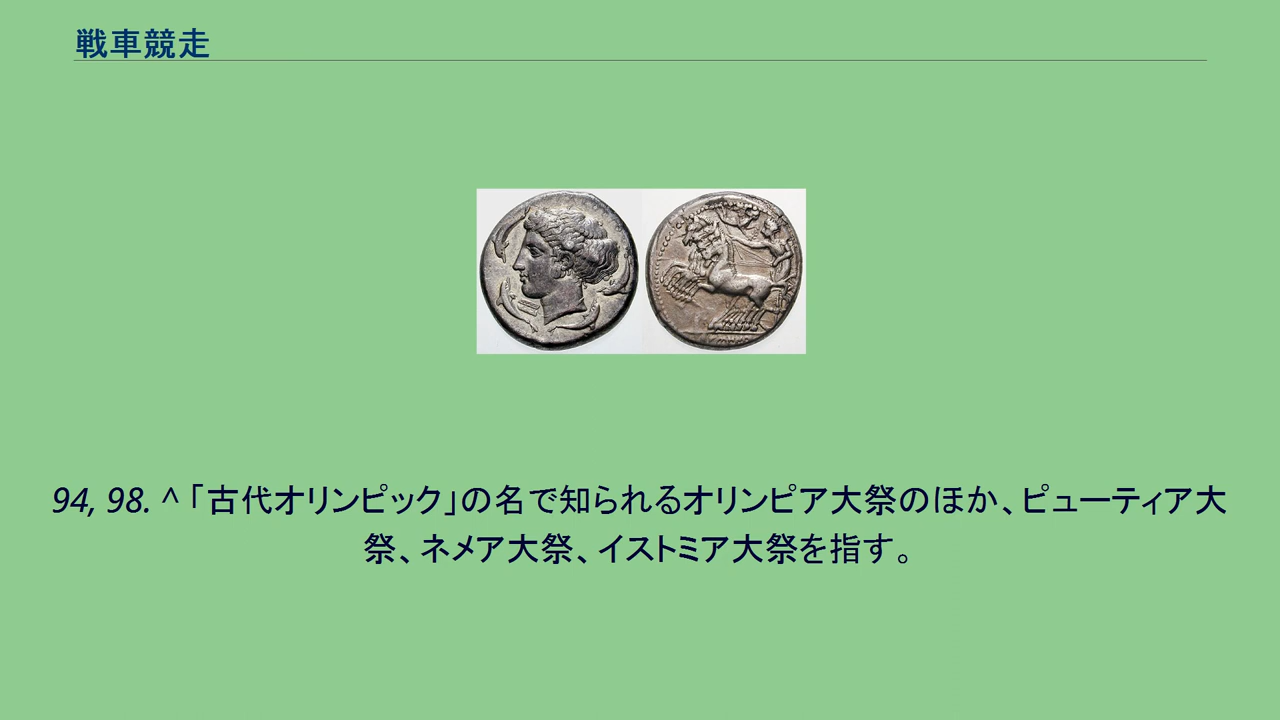 戦車競走
94, 98. ^ 「古代オリンピック」の名で知られるオリンピア大祭のほか、ピューティア大
祭、ネメア大祭、イストミア大祭を指す。